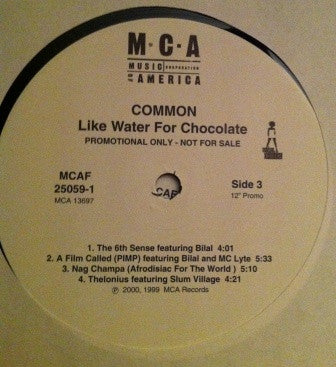 M·C·A
MUSIC CORPORATION
OF AMERICA
COMMON
Like Water For Chocolate
PROMOTIONAL ONLY - NOT FOR SALE
MCAF
25059-1
MCA 13697
CAF
Side 3
12" Promo
1. The 6th Sense featuring Bilal 4:01
2. A Film Called (PIMP) featuring Bilal and MC Lyte 5:33
3. Nag Champa (Afrodisiac For The World ) 5:10
4. Thelonius featuring Slum Village 4:21
℗ 2000, 1999 MCA Records